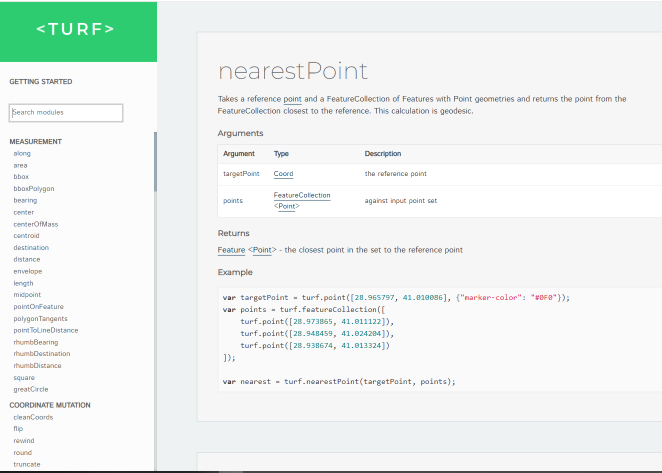 <TURF>
GETTING STARTED
Search modules
MEASUREMENT
along
area
bbox
bboxPolygon
bearing
center
centerOfMass
centroid
destination
distance
envelope
length
midpoint
pointOnFeature
polygonTangents
pointToLineDistance
rhumbBearing
rhumbDestination
rhumbDistance
square
greatCircle
COORDINATE MUTATION
cleanCoords
flip
rewind
round
truncate
nearestPoint
Takes a reference point and a FeatureCollection of Features with Point geometries and returns the point from the
FeatureCollection closest to the reference. This calculation is geodesic.
Arguments
Argument Type Description
targetPoint Coord the reference point
points FeatureCollection <Point> against input point set
Returns
Feature <Point> - the closest point in the set to the reference point
Example
var targetPoint = turf.point([28.965797, 41.010086], {"marker-color": "#0F0"});
var points = turf.featureCollection([
    turf.point([28.973865, 41.011122]),
    turf.point([28.948459, 41.024204]),
    turf.point([28.938674, 41.013324])
]);
var nearest = turf.nearestPoint(targetPoint, points);